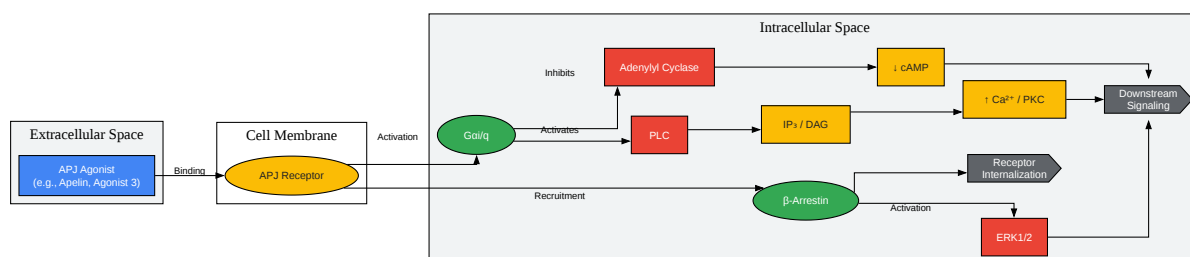 Intracellular Space
Inhibits
Adenylyl Cyclase
↓ cAMP
Downstream
Signaling
↑ Ca²⁺ / PKC
Extracellular Space
Cell Membrane
Activation
Gαi/q
Activates
PLC
IP₃ / DAG
APJ Agonist
(e.g., Apelin, Agonist 3)
Binding
APJ Receptor
Recruitment
β-Arrestin
Receptor
Internalization
Activation
ERK1/2